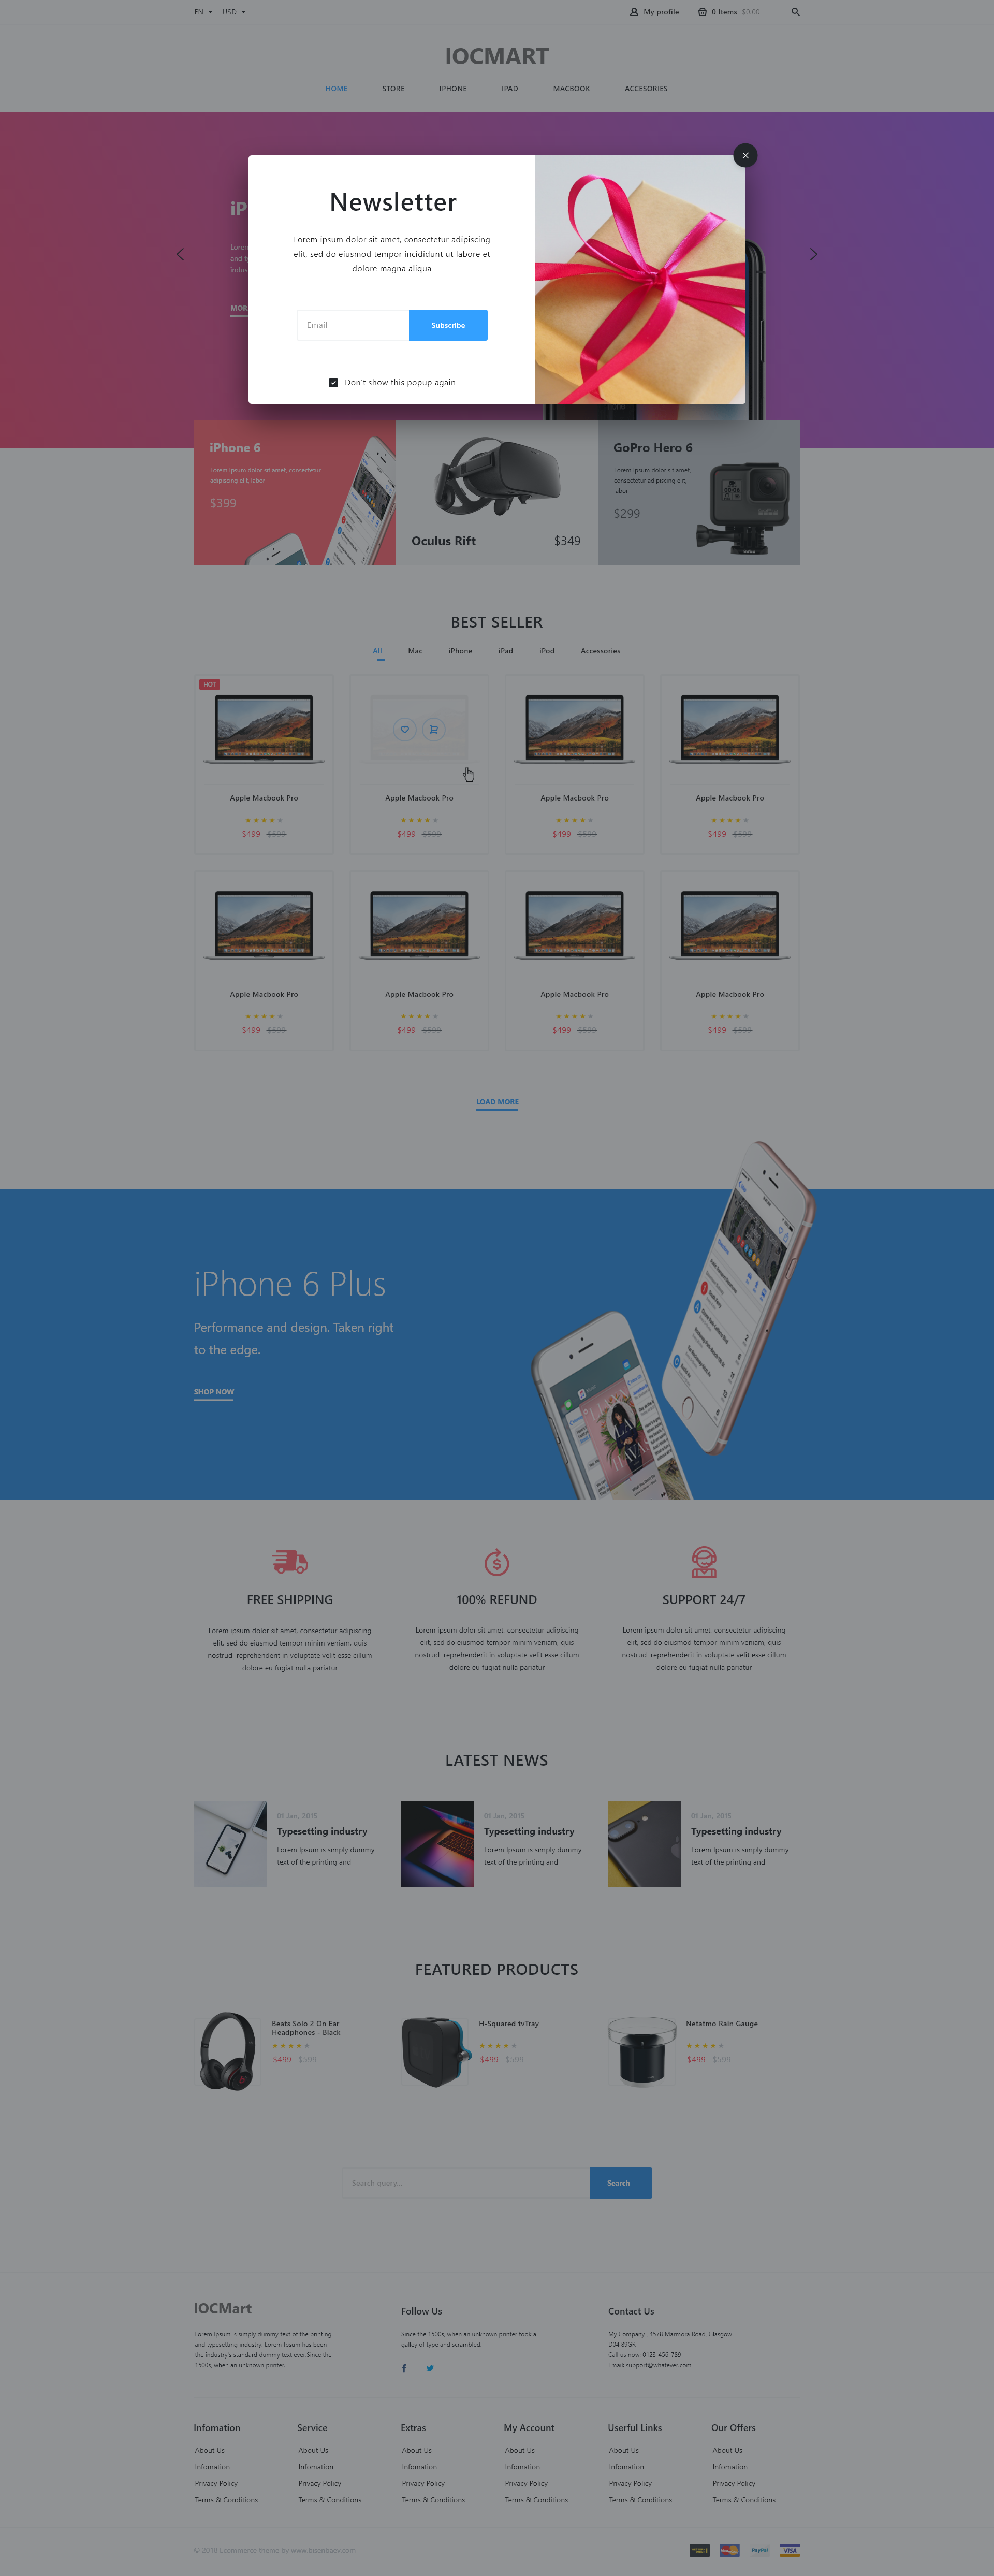 EN USD My profile 0 Items $0.00
IOCMART
HOME STORE IPHONE IPAD MACBOOK ACCESORIES
iP
Newsletter
Lorem ipsum dolor sit amet, consectetur adipiscing
elit, sed do eiusmod tempor incididunt ut labore et
dolore magna aliqua
Email Subscribe
Don't show this popup again
iPhone 6
Lorem ipsum dolor sit amet, consectetur
adipiscing elit, labor
$399
Oculus Rift $349
GoPro Hero 6
Lorem ipsum dolor sit amet,
consectetur adipiscing elit,
labor
$299
BEST SELLER
All Mac iPhone iPad iPod Accessories
HOT
Apple Macbook Pro Apple Macbook Pro Apple Macbook Pro Apple Macbook Pro
$499 $599 $499 $599 $499 $599 $499 $599
Apple Macbook Pro Apple Macbook Pro Apple Macbook Pro Apple Macbook Pro
$499 $599 $499 $599 $499 $599 $499 $599
LOAD MORE
iPhone 6 Plus
Performance and design. Taken right
to the edge.
SHOP NOW
FREE SHIPPING
Lorem ipsum dolor sit amet, consectetur adipiscing
elit, sed do eiusmod tempor minim veniam, quis
nostrud reprehenderit in voluptate velit esse cillum
dolore eu fugiat nulla pariatur
100% REFUND
Lorem ipsum dolor sit amet, consectetur adipiscing
elit, sed do eiusmod tempor minim veniam, quis
nostrud reprehenderit in voluptate velit esse cillum
dolore eu fugiat nulla pariatur
SUPPORT 24/7
Lorem ipsum dolor sit amet, consectetur adipiscing
elit, sed do eiusmod tempor minim veniam, quis
nostrud reprehenderit in voluptate velit esse cillum
dolore eu fugiat nulla pariatur
LATEST NEWS
01 Jan, 2015
Typesetting industry
Lorem Ipsum is simply dummy
text of the printing and
01 Jan, 2015
Typesetting industry
Lorem Ipsum is simply dummy
text of the printing and
01 Jan, 2015
Typesetting industry
Lorem Ipsum is simply dummy
text of the printing and
FEATURED PRODUCTS
Beats Solo 2 On Ear
Headphones - Black
$499 $599
H-Squared tvTray
$499 $599
Netatmo Rain Gauge
$499 $599
Search query... Search
IOCMart
Lorem Ipsum is simply dummy text of the printing
and typesetting industry. Lorem Ipsum has been
the industry's standard dummy text ever.Since the
1500s, when an unknown printer.
Follow Us
Since the 1500s, when an unknown printer took a
galley of type and scrambled.
Contact Us
My Company , 4578 Marmora Road, Glasgow
D04 89GR
Call us now: 0123-456-789
Email: support@whatever.com
Infomation Service Extras My Account Userful Links Our Offers
About Us About Us About Us About Us About Us About Us
Infomation Infomation Infomation Infomation Infomation Infomation
Privacy Policy Privacy Policy Privacy Policy Privacy Policy Privacy Policy Privacy Policy
Terms & Conditions Terms & Conditions Terms & Conditions Terms & Conditions Terms & Conditions Terms & Conditions
PayPal VISA